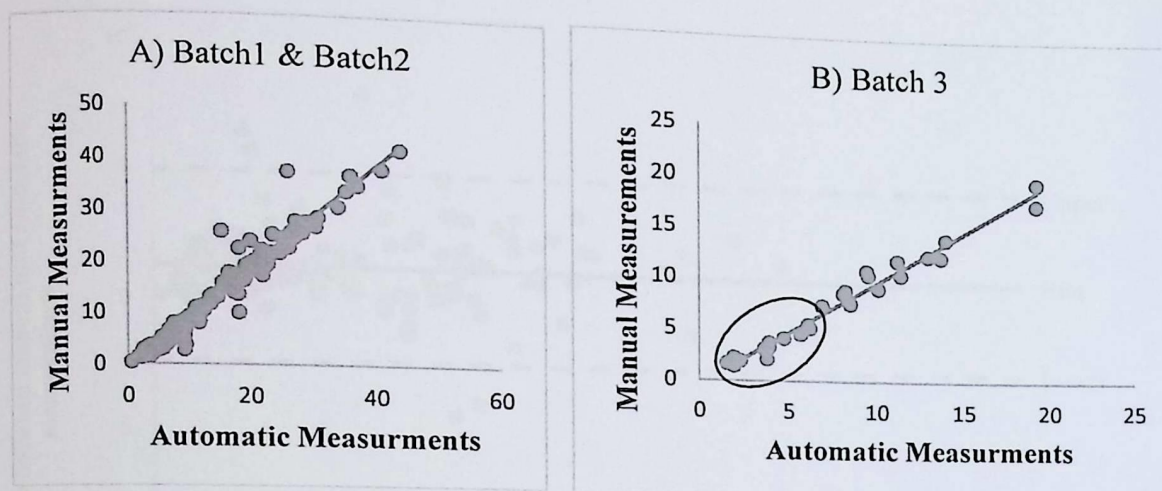 A) Batch1 & Batch2
Manual Measurments
50
40
30
20
10
0
0 20 40 60
Automatic Measurments
B) Batch 3
Manual Measurements
25
20
15
10
5
0
0 5 10 15 20 25
Automatic Measurments